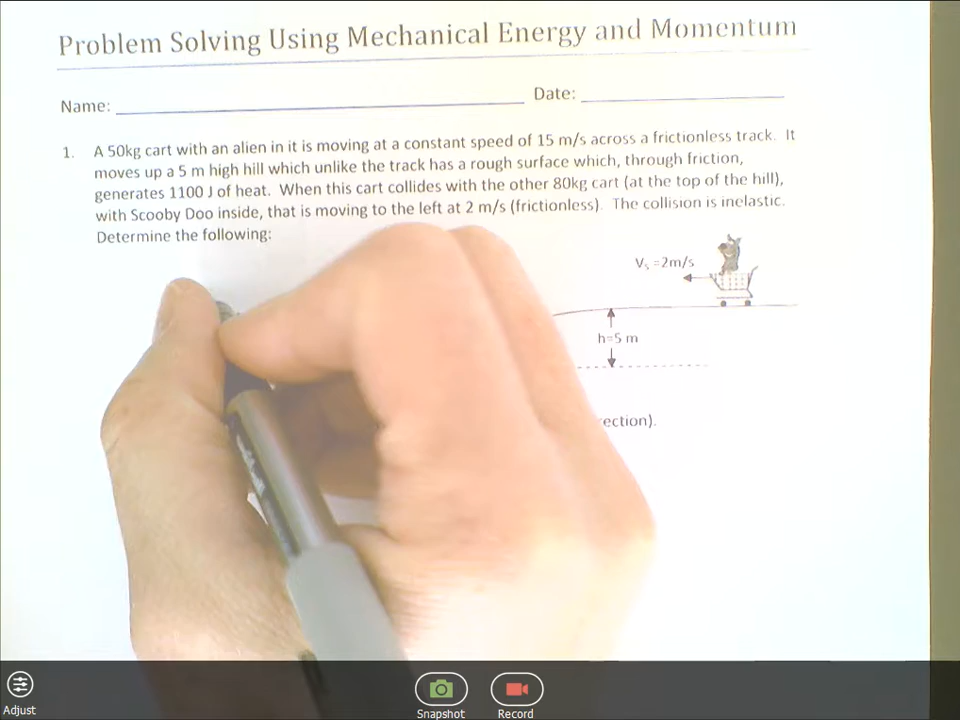 Problem Solving Using Mechanical Energy and Momentum
Name: Date:
1. A 50kg cart with an alien in it is moving at a constant speed of 15 m/s across a frictionless track. It
moves up a 5 m high hill which unlike the track has a rough surface which, through friction,
generates 1100 J of heat. When this cart collides with the other 80kg cart (at the top of the hill),
with Scooby Doo inside, that is moving to the left at 2 m/s (frictionless). The collision is inelastic.
Determine the following:
Vs =2m/s
h=5 m
ection).
Adjust
Snapshot
Record